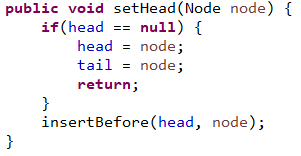 public void setHead(Node node) {
    if(head == null) {
        head = node;
        tail = node;
        return;
    }
    insertBefore(head, node);
}